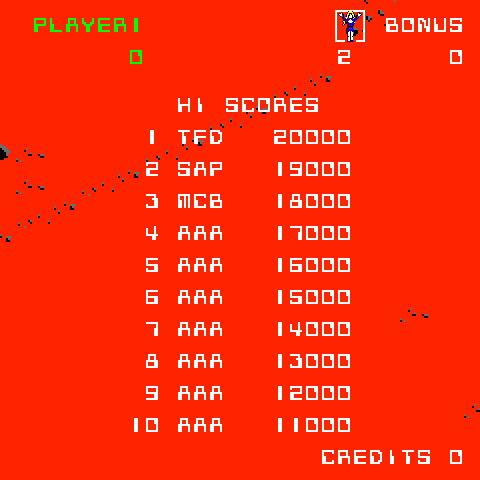 PLAYER1 BONUS
0 2 0
HI SCORES
1 TFD 20000
2 SAP 19000
3 MCB 18000
4 AAA 17000
5 AAA 16000
6 AAA 15000
7 AAA 14000
8 AAA 13000
9 AAA 12000
10 AAA 11000
CREDITS 0